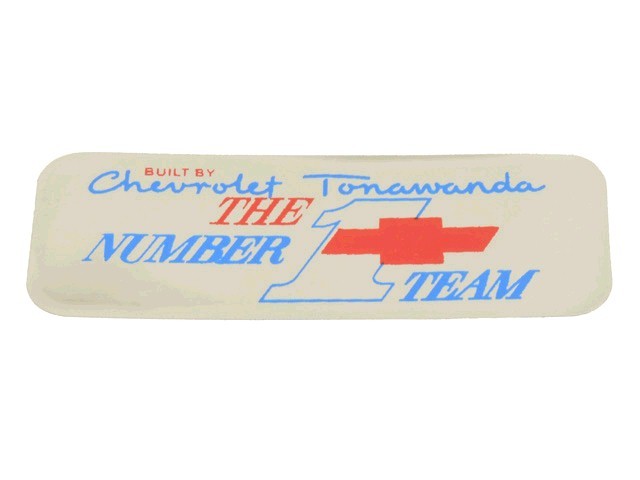 BUILT BY
Chevrolet Tonawanda
THE
NUMBER 1
TEAM